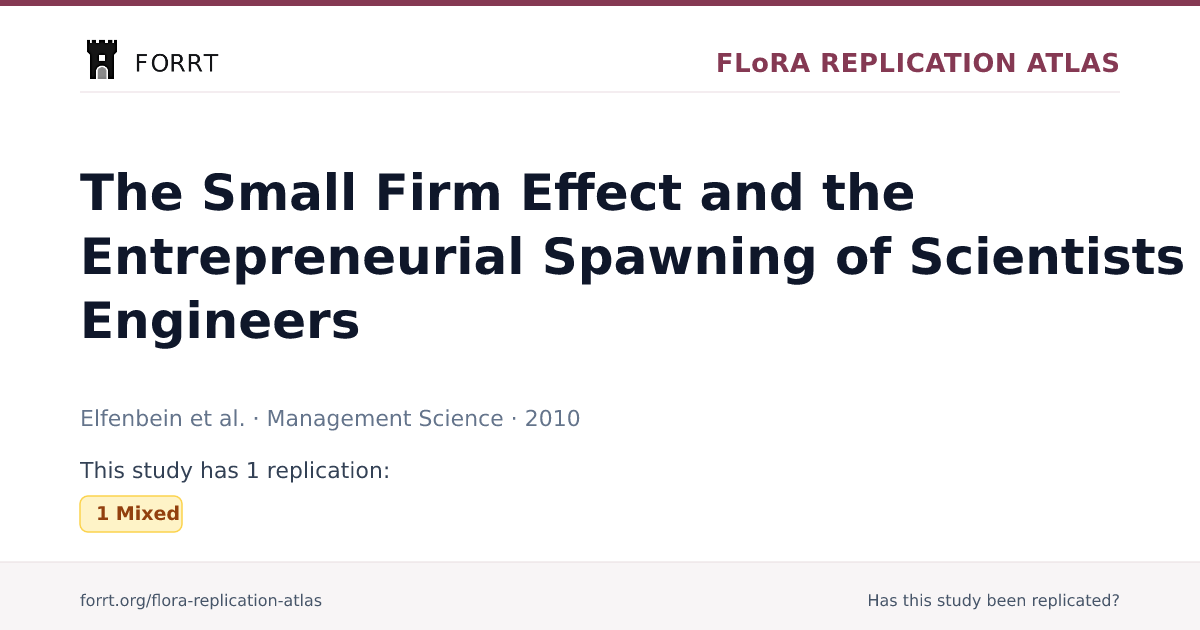 FORRT
FLoRA REPLICATION ATLAS
The Small Firm Effect and the
Entrepreneurial Spawning of Scientists
Engineers
Elfenbein et al. · Management Science · 2010
This study has 1 replication:
1 Mixed
forrt.org/flora-replication-atlas
Has this study been replicated?